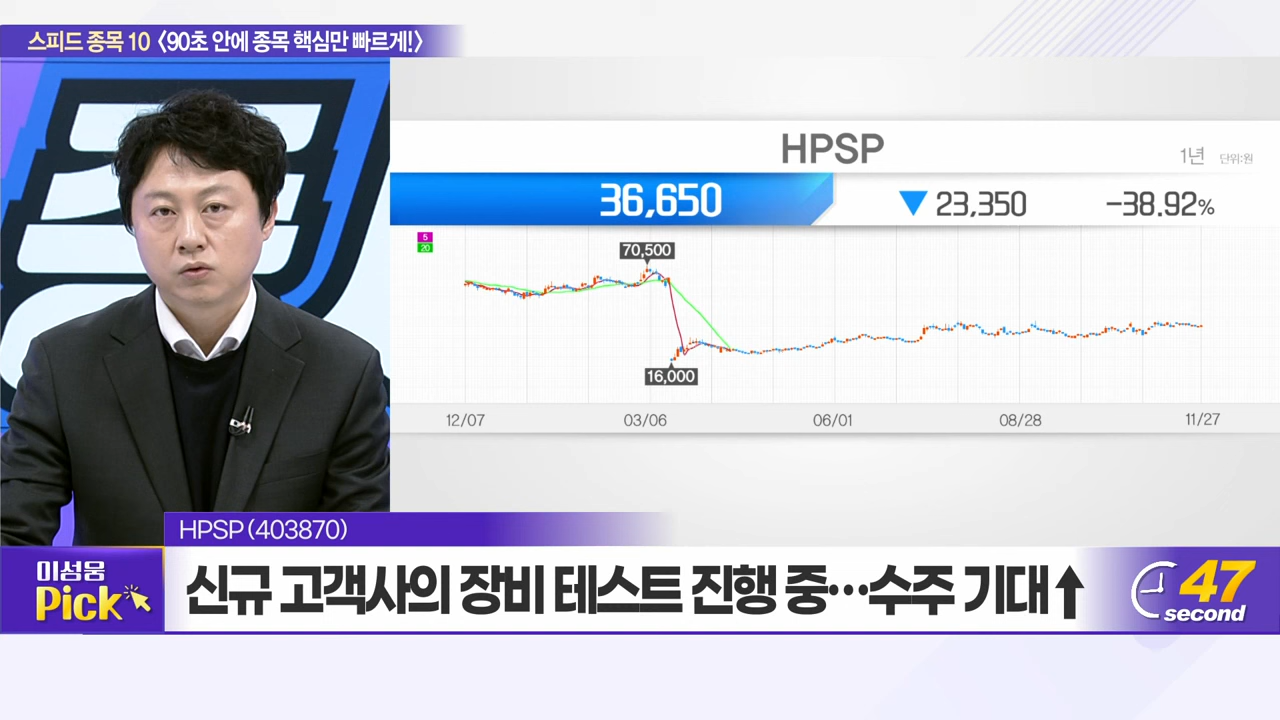 스피드 종목 10 〈90초 안에 종목 핵심만 빠르게!〉
HPSP
1년 단위:원
36,650 ▼ 23,350 -38.92%
5
20
70,500
16,000
12/07 03/06 06/01 08/28 11/27
HPSP(403870)
이성웅
Pick
신규 고객사의 장비 테스트 진행 중…수주 기대↑
47
second